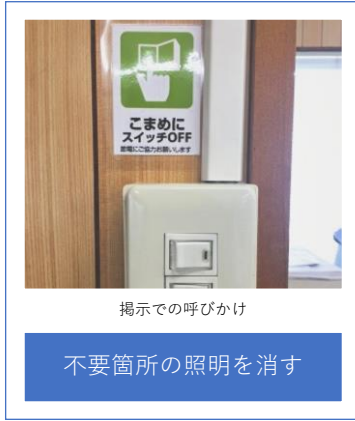 こまめに
スイッチOFF
節電にご協力お願いします
掲示での呼びかけ
不要箇所の照明を消す